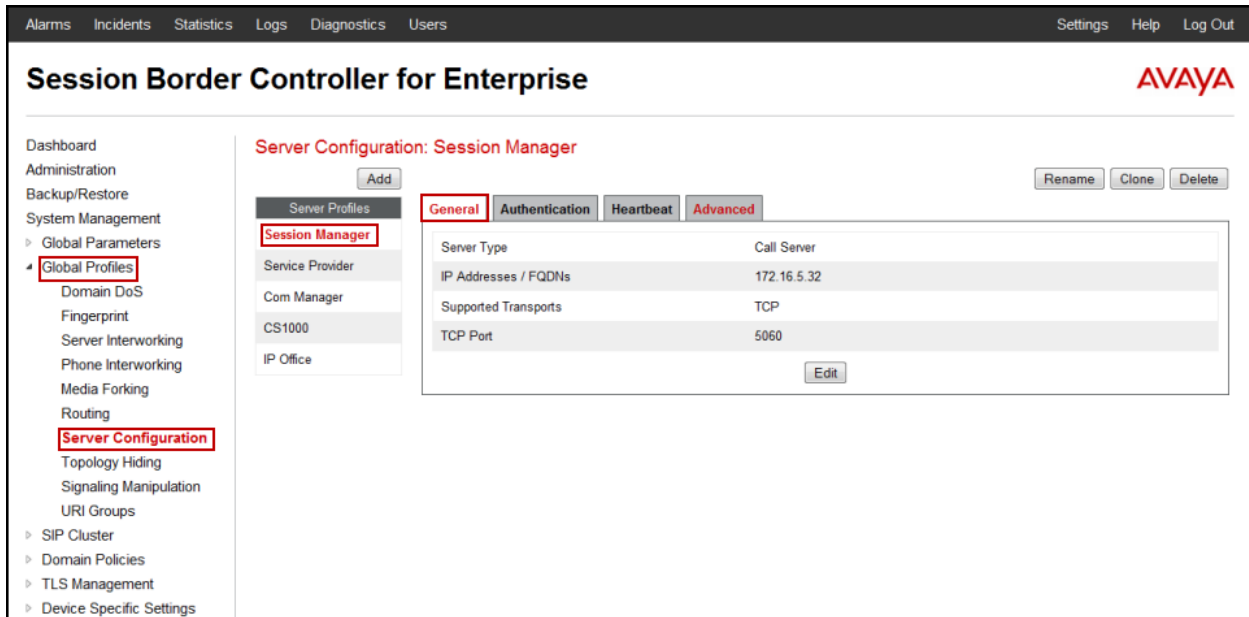 Alarms Incidents Statistics Logs Diagnostics Users Settings Help Log Out
Session Border Controller for Enterprise
AVAYA
Dashboard
Administration
Backup/Restore
System Management
Global Parameters
Global Profiles
Domain DoS
Fingerprint
Server Interworking
Phone Interworking
Media Forking
Routing
Server Configuration
Topology Hiding
Signaling Manipulation
URI Groups
SIP Cluster
Domain Policies
TLS Management
Device Specific Settings
Server Configuration: Session Manager
Add
Rename Clone Delete
Server Profiles
Session Manager
Service Provider
Com Manager
CS1000
IP Office
General Authentication Heartbeat Advanced
Server Type Call Server
IP Addresses / FQDNs 172.16.5.32
Supported Transports TCP
TCP Port 5060
Edit